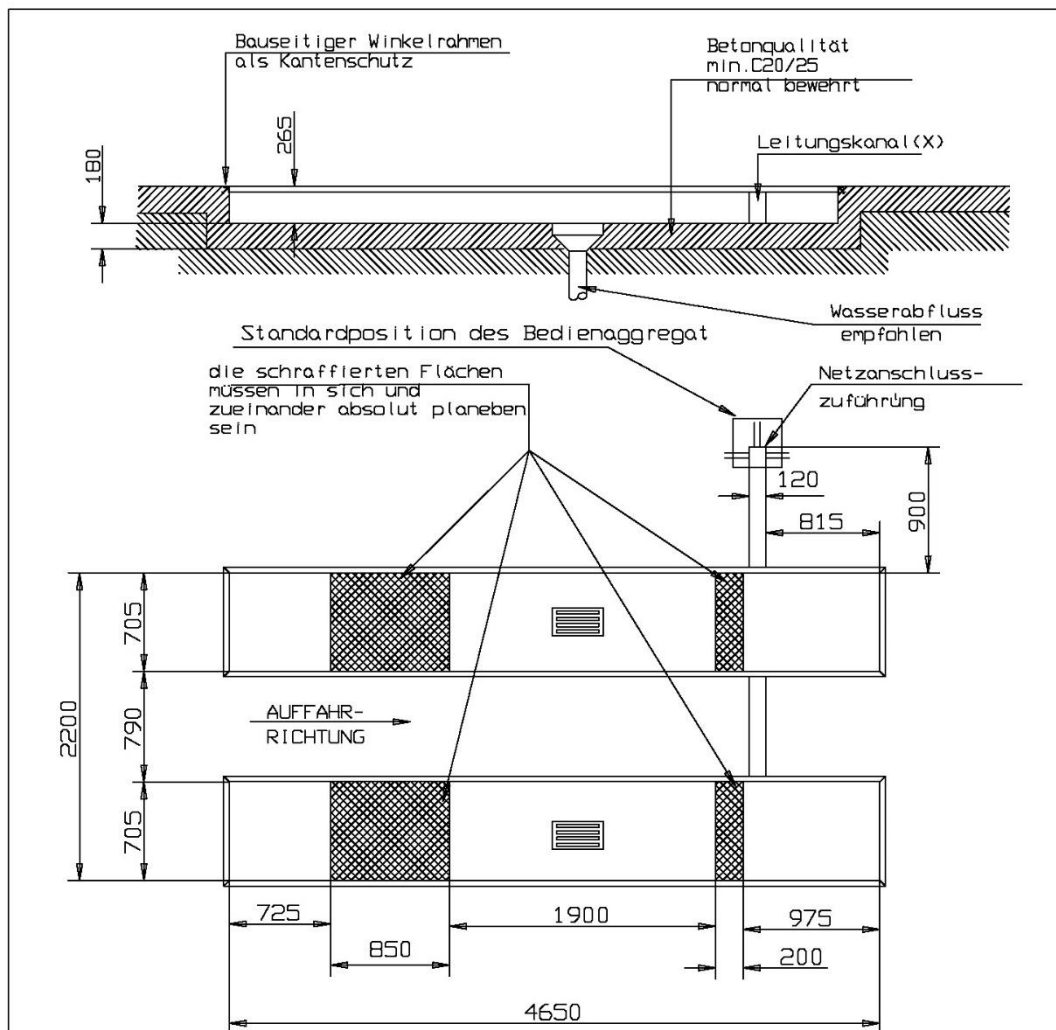 Bauseitiger Winkelrahmen
als Kantenschutz
Betonqualität
min.C20/25
normal bewehrt
Leitungskanal(X)
265
180
Wasserabfluss
empfohlen
Standardposition des Bedienaggregat
die schraffierten Flächen
müssen in sich und
zueinander absolut planeben
sein
Netzanschluss-
zuführung
120
900
815
705
2200
790
AUFFAHR-
RICHTUNG
705
725
1900
975
850
200
4650